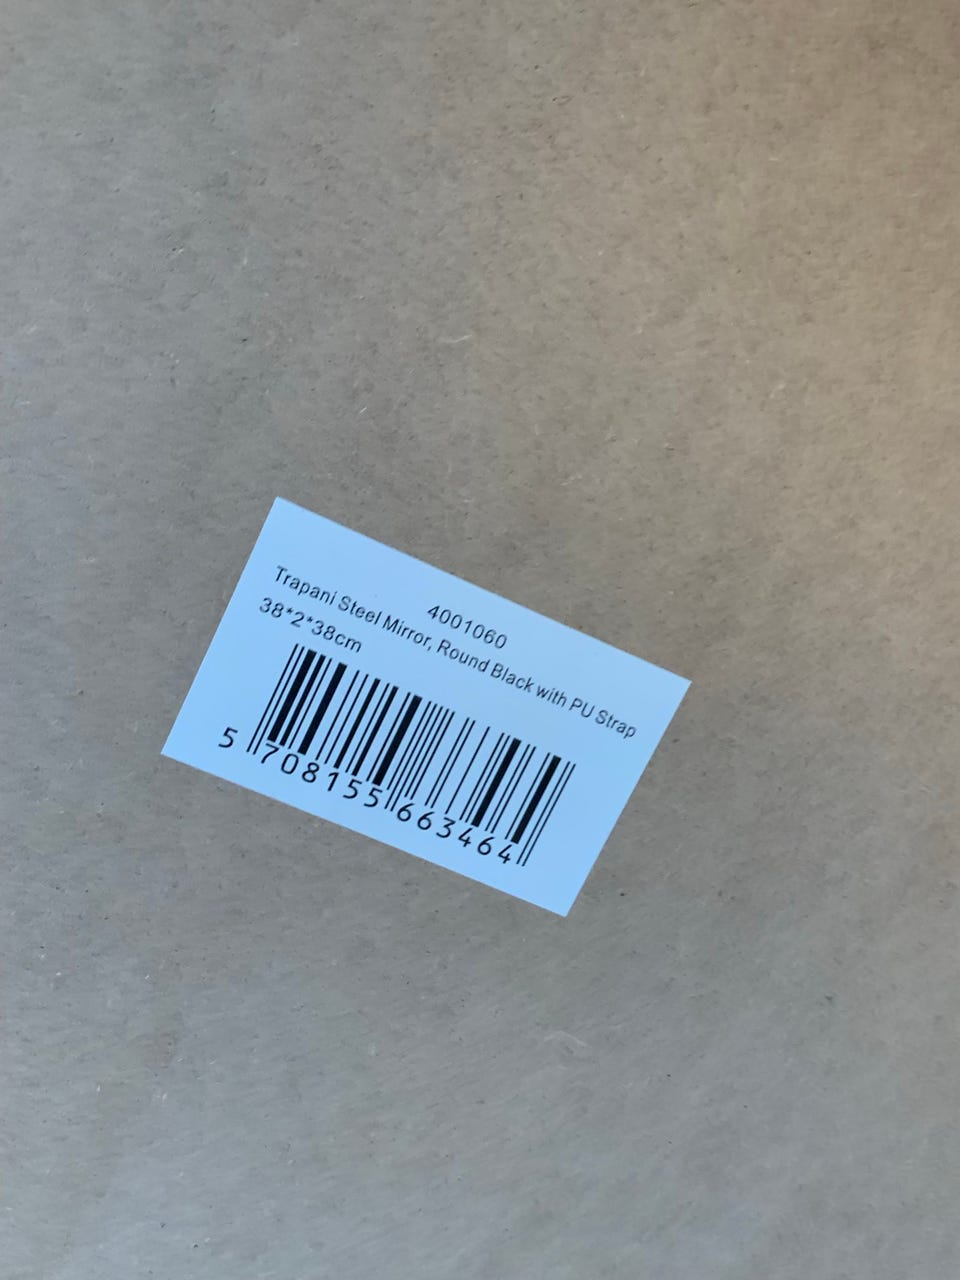 4001060
Trapani Steel Mirror, Round Black with PU Strap
38*2*38cm
5 708155 663464